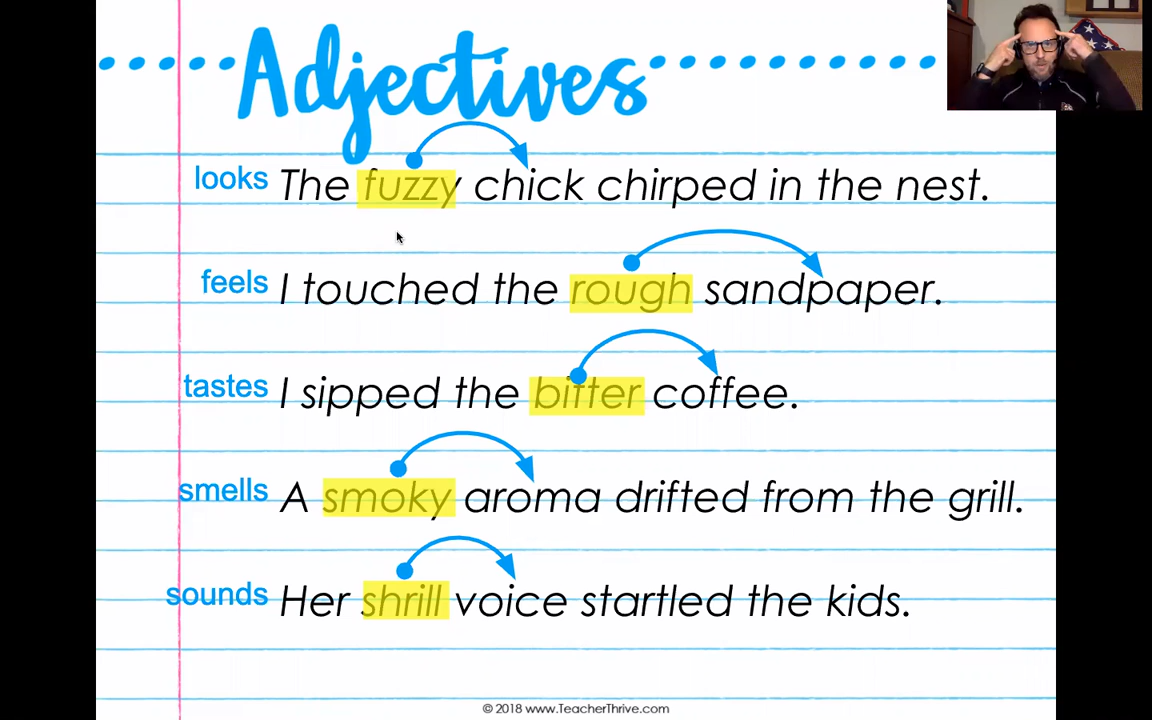 Adjectives
looks The fuzzy chick chirped in the nest.
feels I touched the rough sandpaper.
tastes I sipped the bitter coffee.
smells A smoky aroma drifted from the grill.
sounds Her shrill voice startled the kids.
© 2018 www.TeacherThrive.com